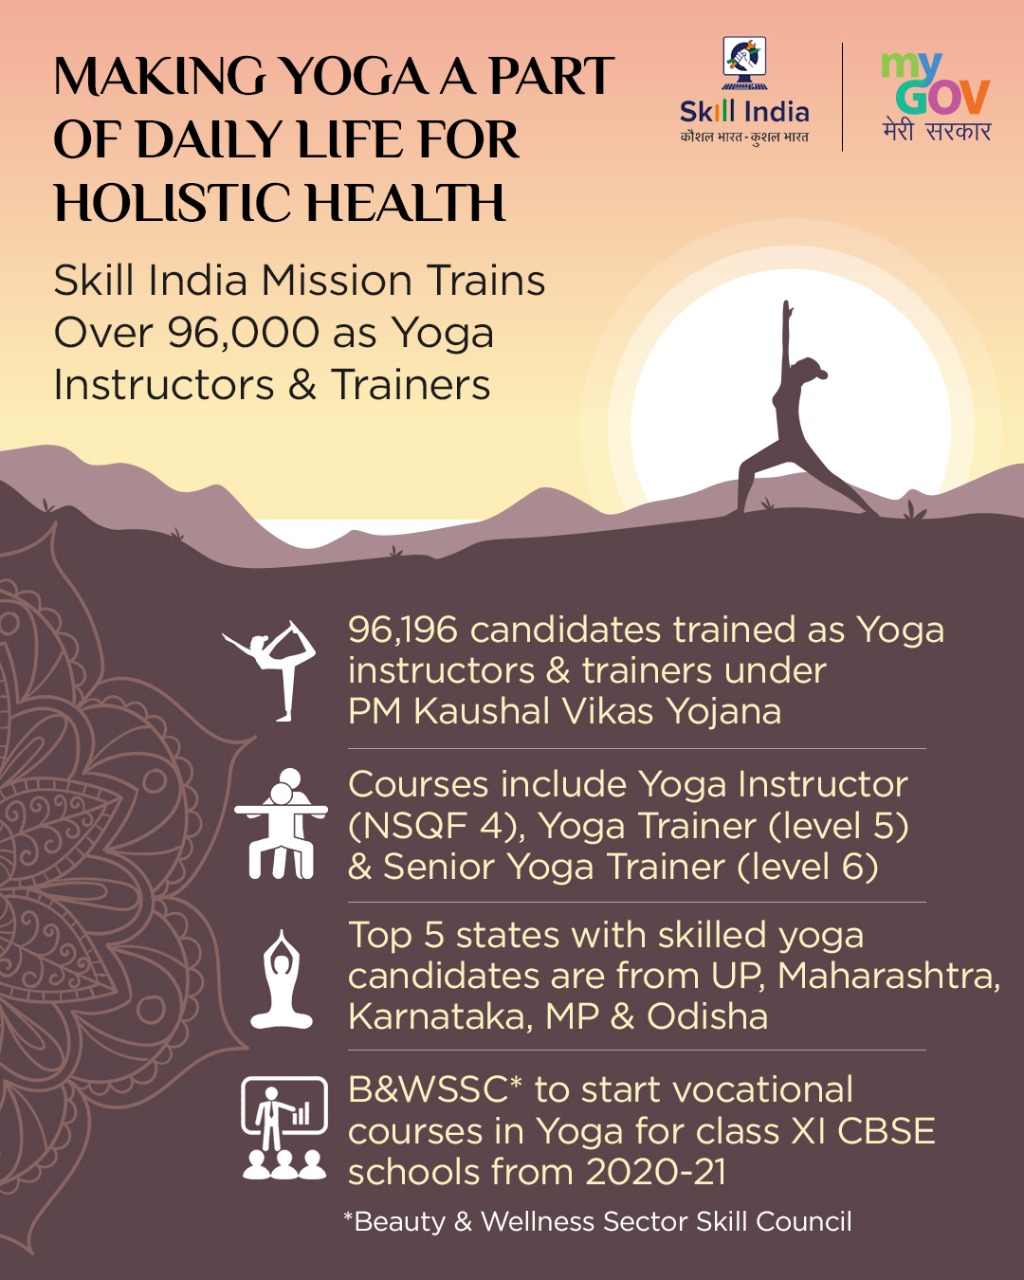 MAKING YOGA A PART
OF DAILY LIFE FOR
HOLISTIC HEALTH
Skill India
कौशल भारत-कुशल भारत
my
GOV
मेरी सरकार
Skill India Mission Trains
Over 96,000 as Yoga
Instructors & Trainers
96,196 candidates trained as Yoga
instructors & trainers under
PM Kaushal Vikas Yojana
Courses include Yoga Instructor
(NSQF 4), Yoga Trainer (level 5)
& Senior Yoga Trainer (level 6)
Top 5 states with skilled yoga
candidates are from UP, Maharashtra,
Karnataka, MP & Odisha
B&WSSC* to start vocational
courses in Yoga for class XI CBSE
schools from 2020-21
*Beauty & Wellness Sector Skill Council